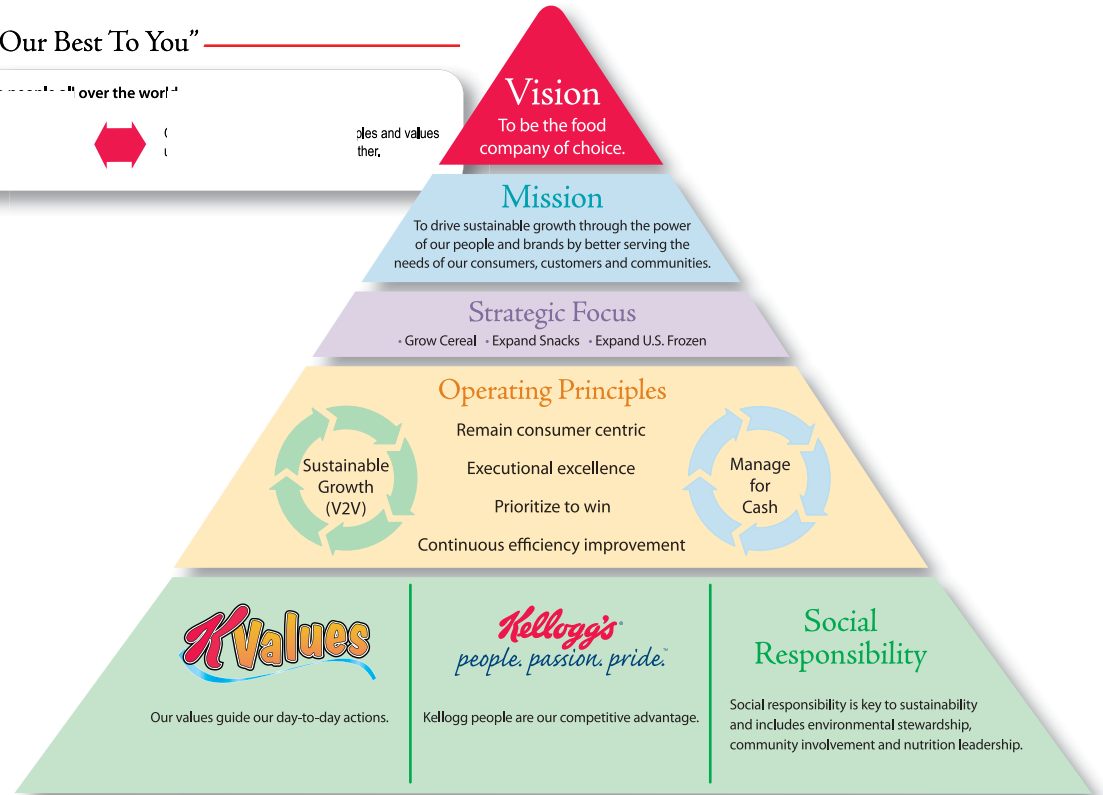 Our Best To You”
over the world
ples and values
ther.
Vision
To be the food
company of choice.
Mission
To drive sustainable growth through the power
of our people and brands by better serving the
needs of our consumers, customers and communities.
Strategic Focus
• Grow Cereal • Expand Snacks • Expand U.S. Frozen
Operating Principles
Remain consumer centric
Executional excellence
Prioritize to win
Continuous efficiency improvement
Sustainable
Growth
(V2V)
Manage
for
Cash
K Values
Our values guide our day-to-day actions.
Kellogg's®
people. passion. pride.™
Kellogg people are our competitive advantage.
Social
Responsibility
Social responsibility is key to sustainability
and includes environmental stewardship,
community involvement and nutrition leadership.